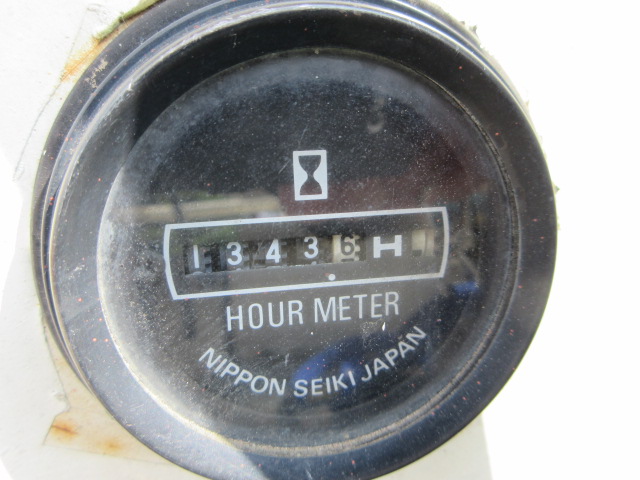 13436 H
HOUR METER
NIPPON SEIKI JAPAN